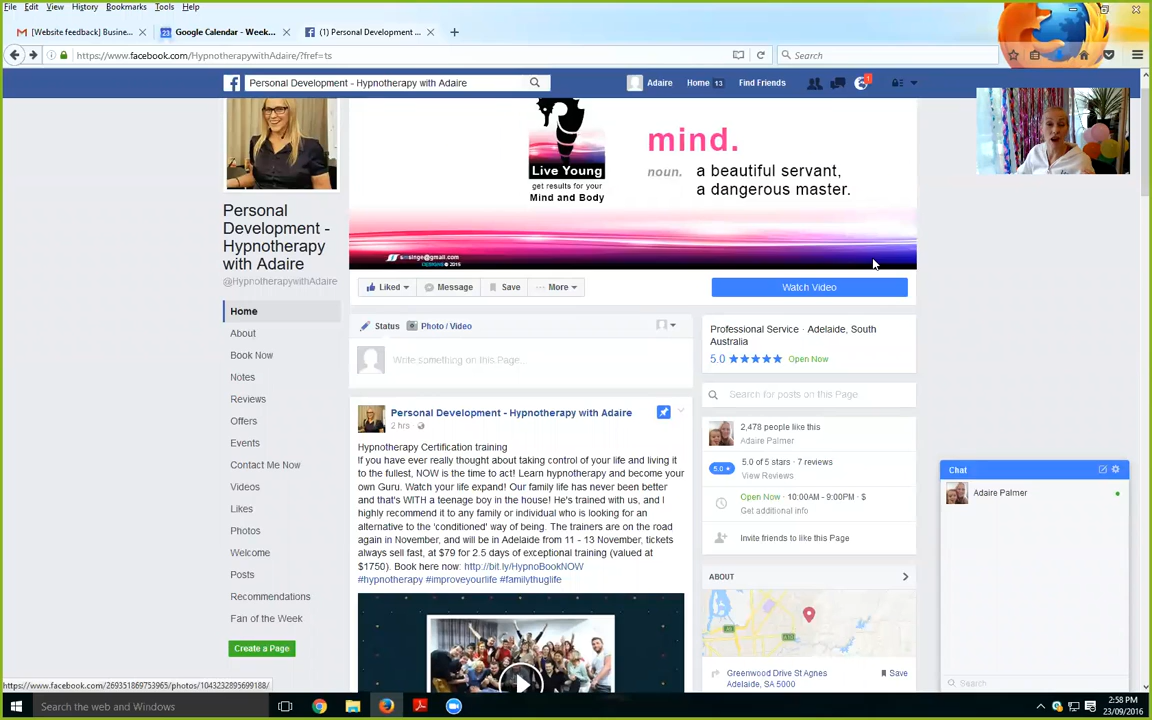 File Edit View History Bookmarks Tools Help
[Website feedback] Busine...
Google Calendar - Week...
(1) Personal Development ...
https://www.facebook.com/HypnotherapywithAdaire/?fref=ts
Search
Personal Development - Hypnotherapy with Adaire
Adaire
Home 13
Find Friends
1
Live Young
get results for your
Mind and Body
mind.
noun.
a beautiful servant,
a dangerous master.
DESIGNS © 2015
Personal
Development -
Hypnotherapy
with Adaire
@HypnotherapywithAdaire
Home
About
Book Now
Notes
Reviews
Offers
Events
Contact Me Now
Videos
Likes
Photos
Welcome
Posts
Recommendations
Fan of the Week
Create a Page
Liked
Message
Save
More
Watch Video
Status
Photo / Video
Write something on this Page...
Personal Development - Hypnotherapy with Adaire
2 hrs
Hypnotherapy Certification training
If you have ever really thought about taking control of your life and living it
to the fullest, NOW is the time to act! Learn hypnotherapy and become your
own Guru. Watch your life expand! Our family life has never been better
and that's WITH a teenage boy in the house! He's trained with us, and I
highly recommend it to any family or individual who is looking for an
alternative to the 'conditioned' way of being. The trainers are on the road
again in November, and will be in Adelaide from 11 - 13 November, tickets
always sell fast, at $79 for 2.5 days of exceptional training (valued at
$1750). Book here now: http://bit.ly/HypnoBookNOW
#hypnotherapy #improveyourlife #familythuglife
Professional Service · Adelaide, South
Australia
5.0
Open Now
Search for posts on this Page
2,478 people like this
Adaire Palmer
5.0
5.0 of 5 stars · 7 reviews
View Reviews
Open Now · 10:00AM - 9:00PM · $
Get additional info
Invite friends to like this Page
ABOUT
Greenwood Drive St Agnes
Adelaide, SA 5000
Save
Chat
Adaire Palmer
Search
https://www.facebook.com/269351869753965/photos/1043232895699188/
Search the web and Windows
2:58 PM
23/09/2016